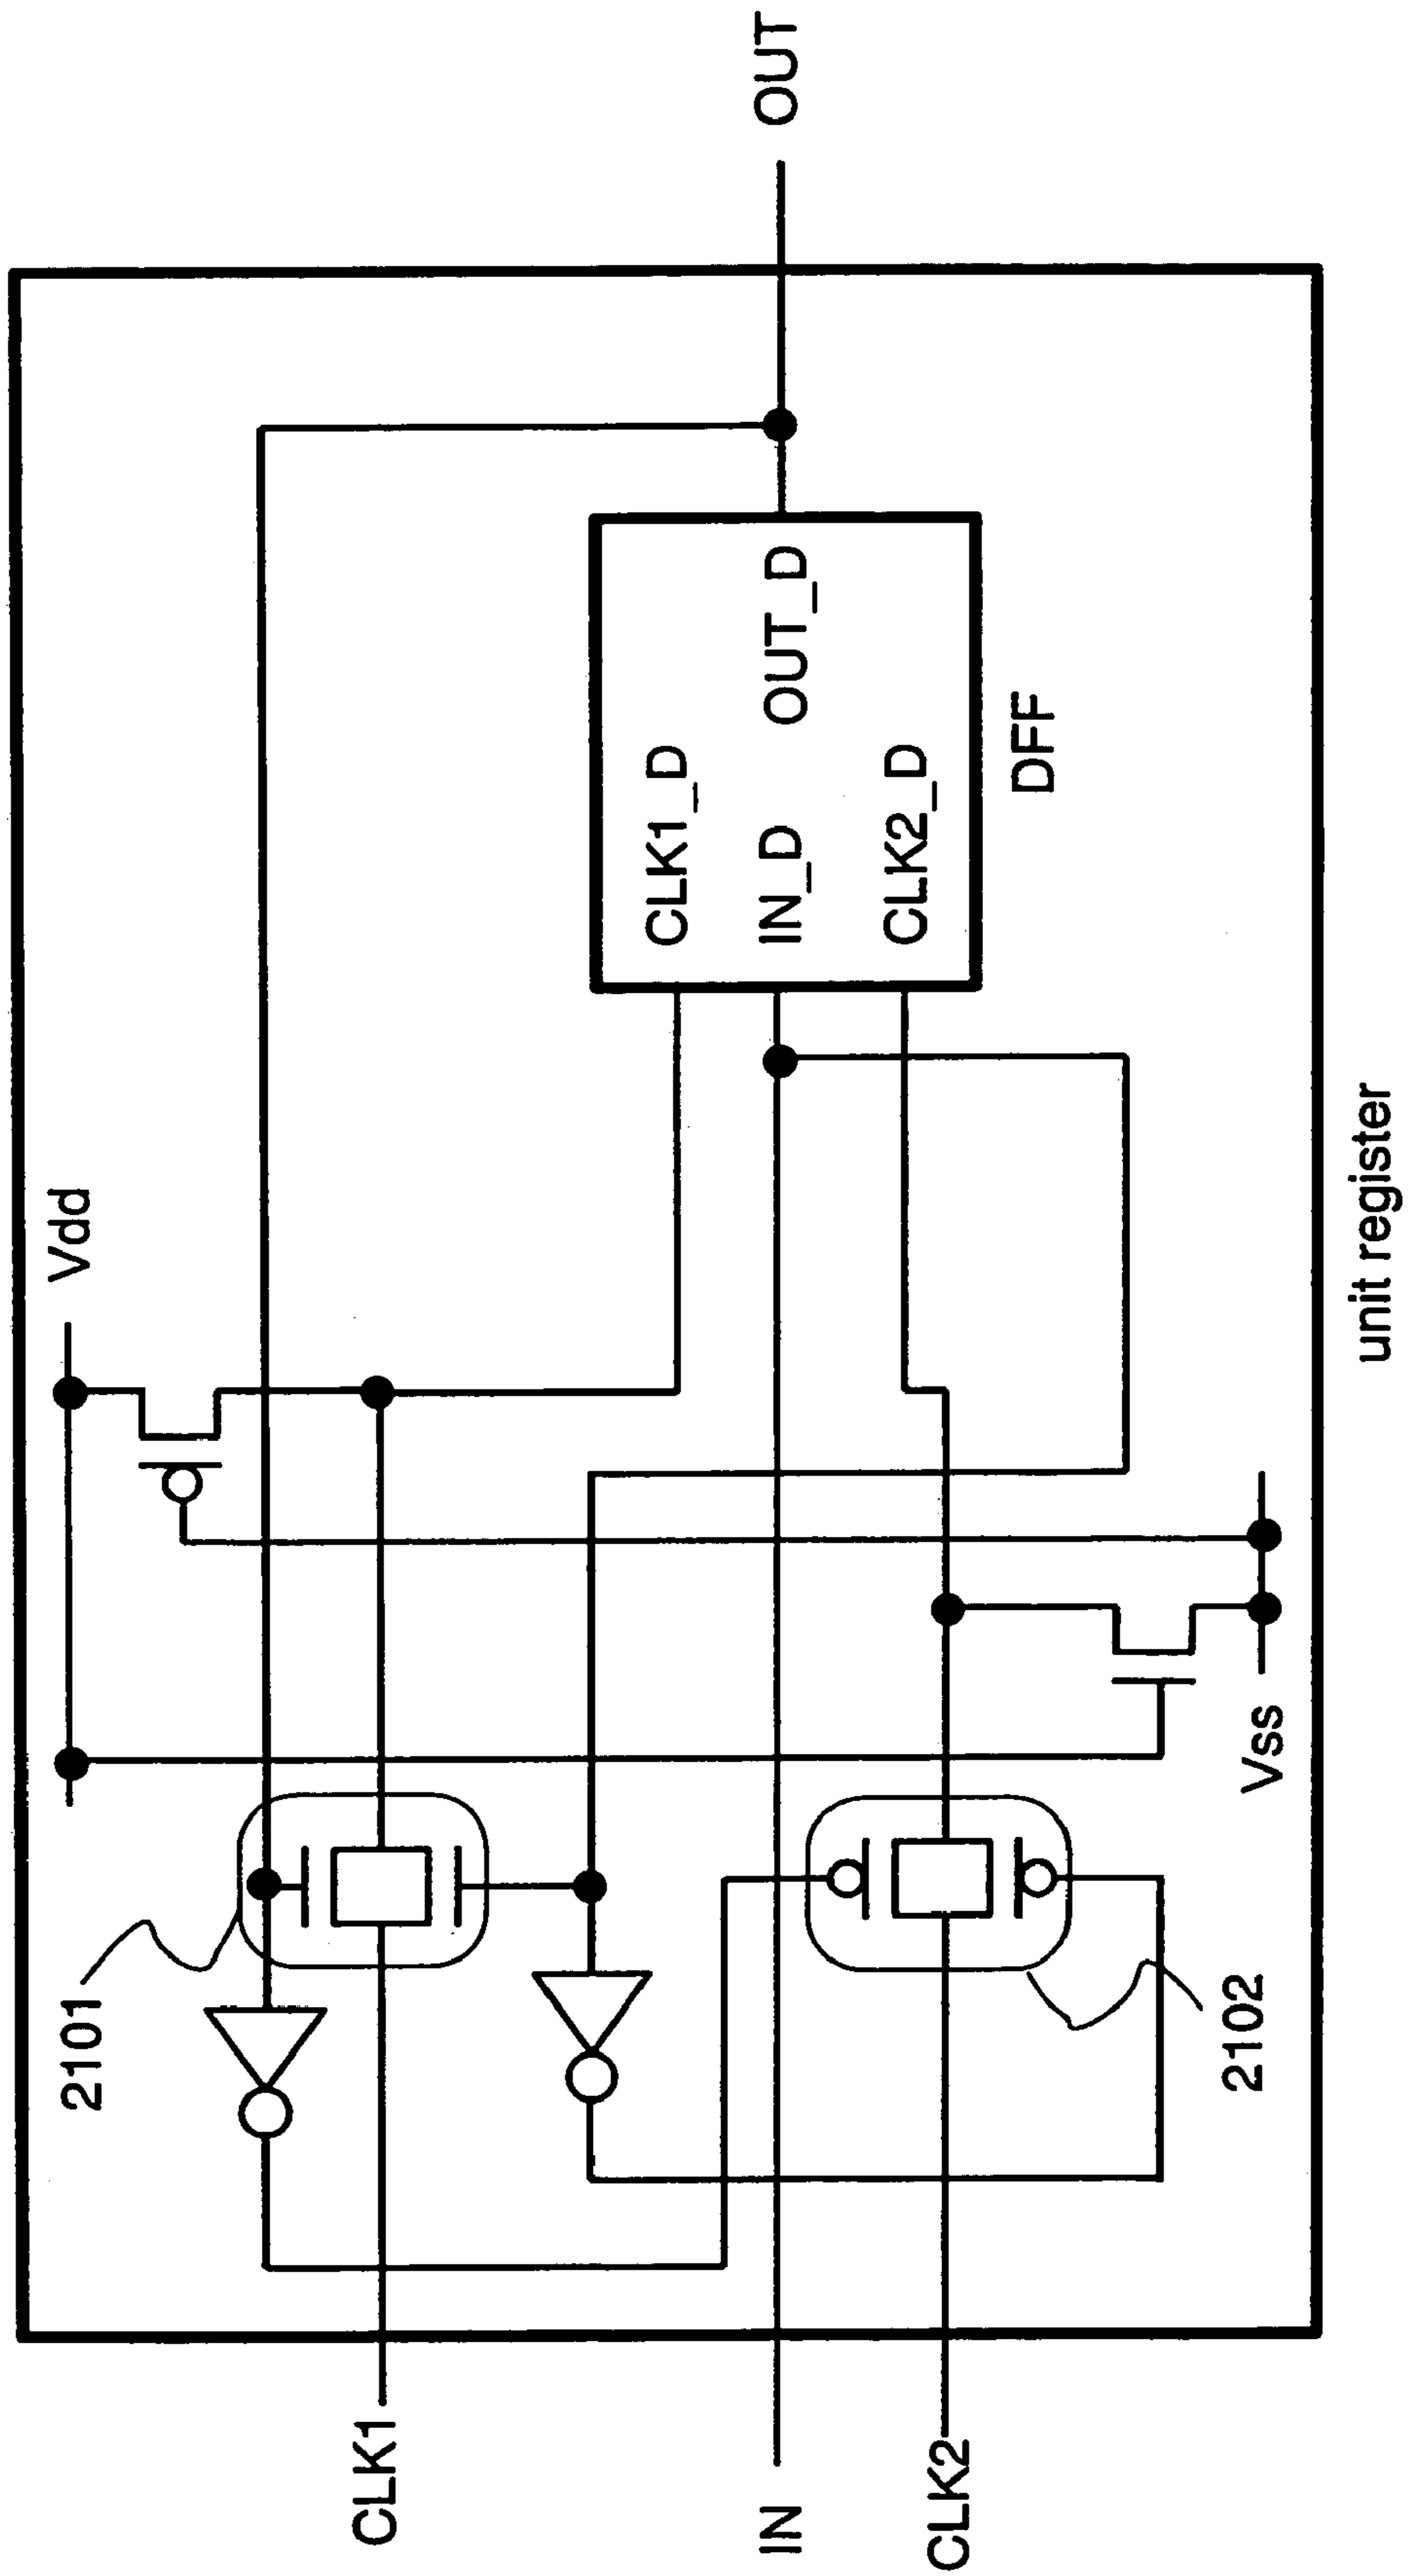 Vdd
2101
CLK1
CLK1_D
IN
IN_D
OUT_D
OUT
CLK2
CLK2_D
DFF
2102
Vss
unit register